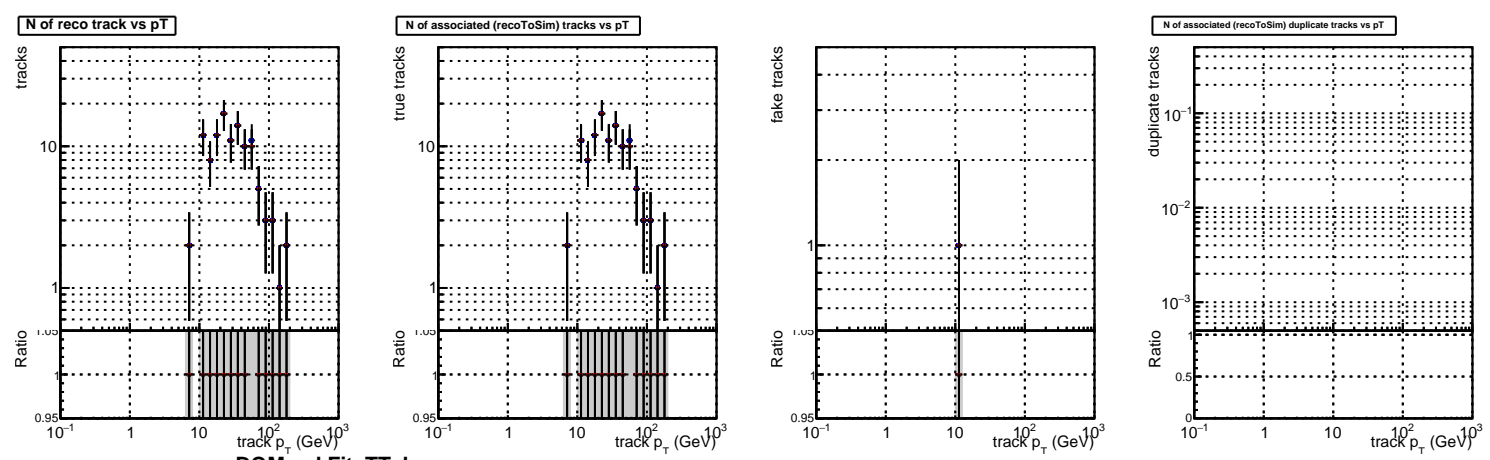 N of reco track vs pT
tracks
10
1
1.05
Ratio
1
0.95
10⁻¹ 1 10 10² 10³
track p_T (GeV)
N of associated (recoToSim) tracks vs pT
true tracks
10
1
1.05
Ratio
1
0.95
10⁻¹ 1 10 10² 10³
track p_T (GeV)
fake tracks
1
1.05
Ratio
1
0.95
10⁻¹ 1 10 10² 10³
track p_T (GeV)
N of associated (recoToSim) duplicate tracks vs pT
duplicate tracks
10⁻¹
10⁻²
10⁻³
Ratio
1
0.5
0
10⁻¹ 1 10 10² 10³
track p_T (GeV)